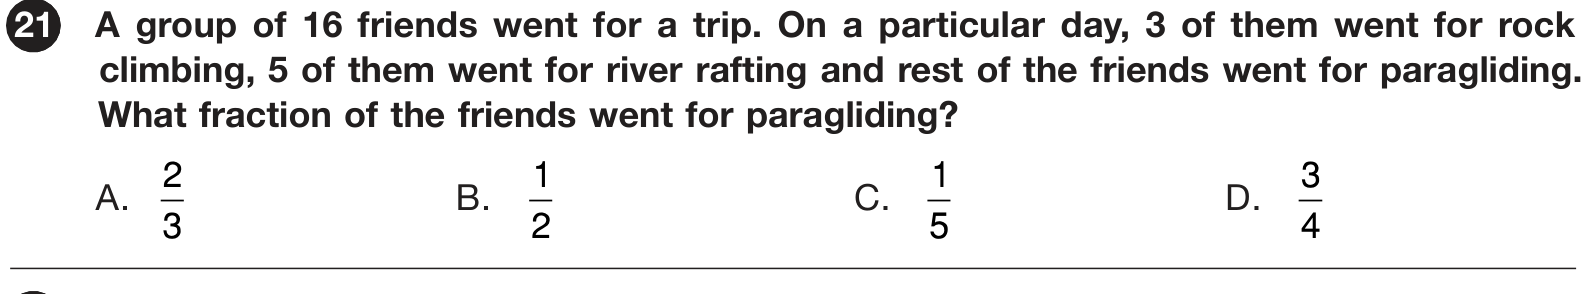 21 A group of 16 friends went for a trip. On a particular day, 3 of them went for rock
climbing, 5 of them went for river rafting and rest of the friends went for paragliding.
What fraction of the friends went for paragliding?
A. 2/3 B. 1/2 C. 1/5 D. 3/4